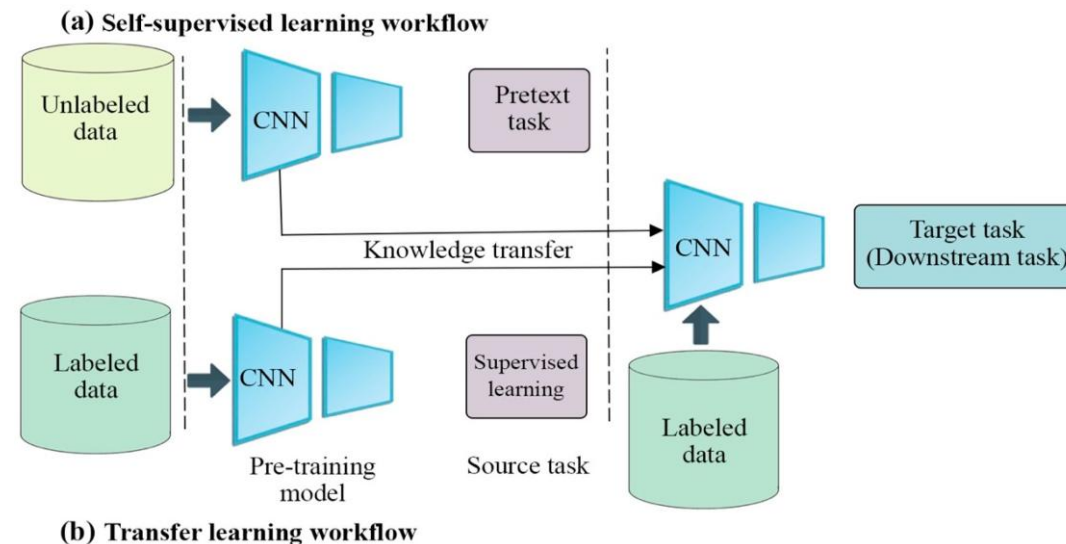 (a) Self-supervised learning workflow
Unlabeled
data
CNN
Pretext
task
Knowledge transfer
CNN
Target task
(Downstream task)
Labeled
data
CNN
Supervised
learning
Labeled
data
Pre-training
model
Source task
(b) Transfer learning workflow